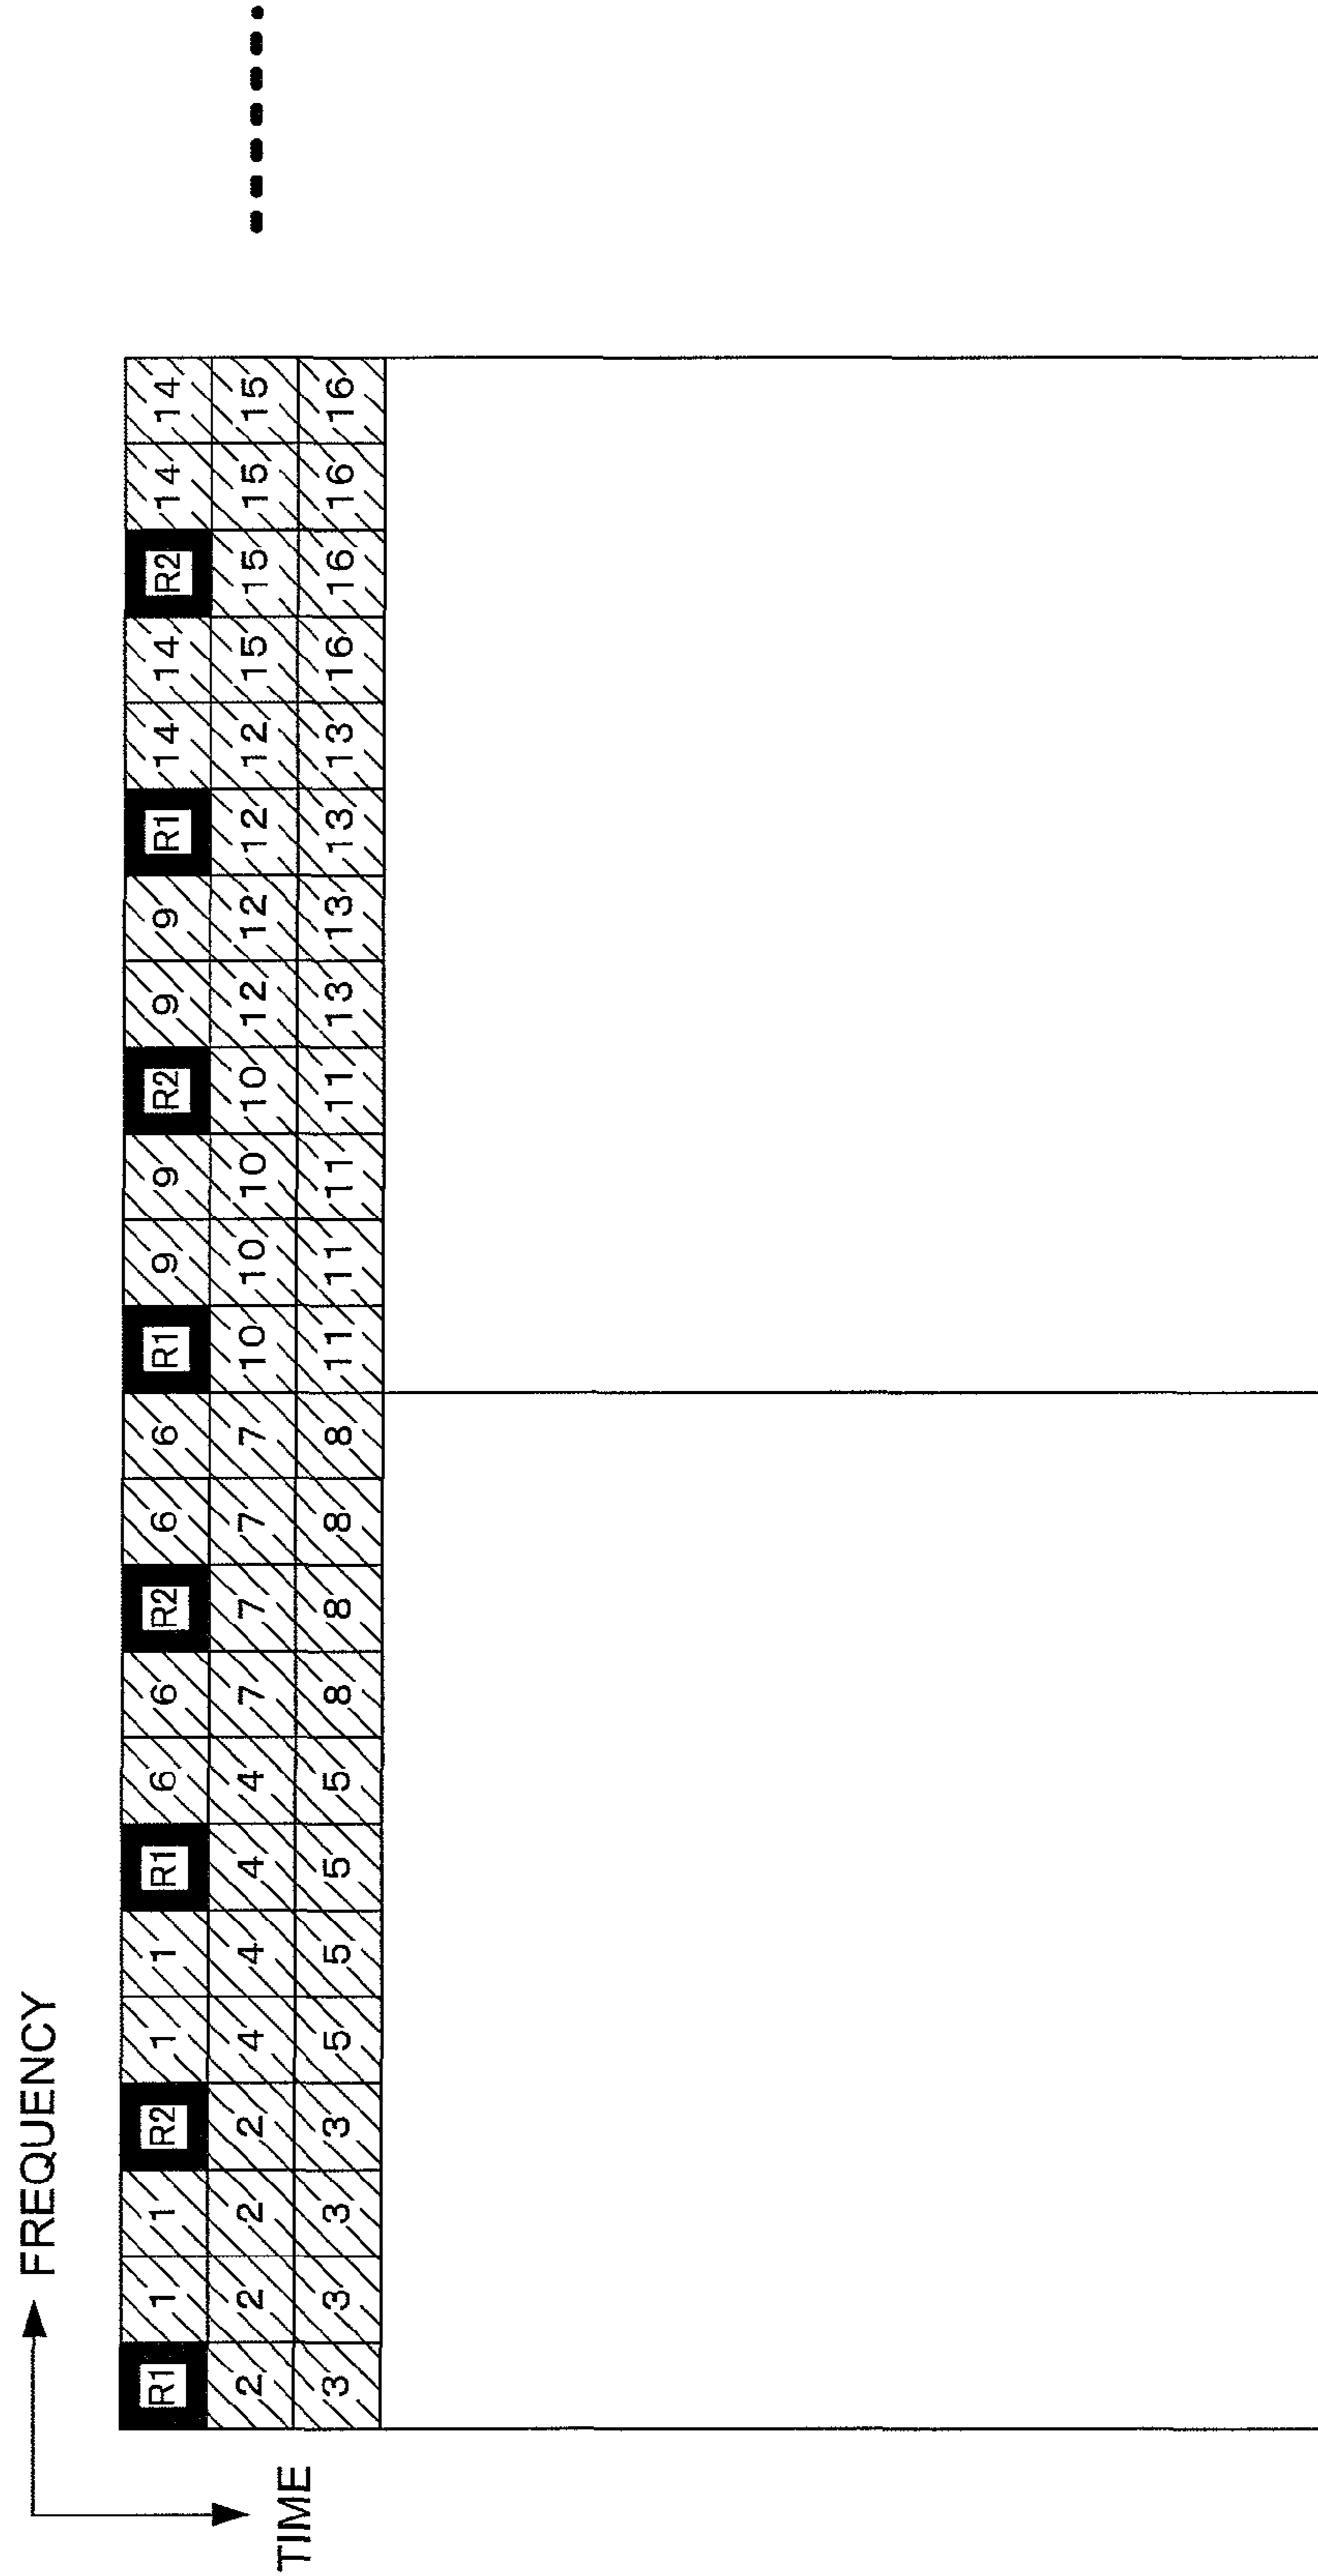 FREQUENCY
TIME
R1 1 1 R2 1 1 R1 6 6 R2 6 6 R1 9 9 R2 9 9 R1 14 14 R2 14 14
2 2 2 2 4 4 4 4 7 7 7 7 10 10 10 10 12 12 12 12 15 15 15 15
3 3 3 3 5 5 5 5 8 8 8 8 11 11 11 11 13 13 13 13 16 16 16 16